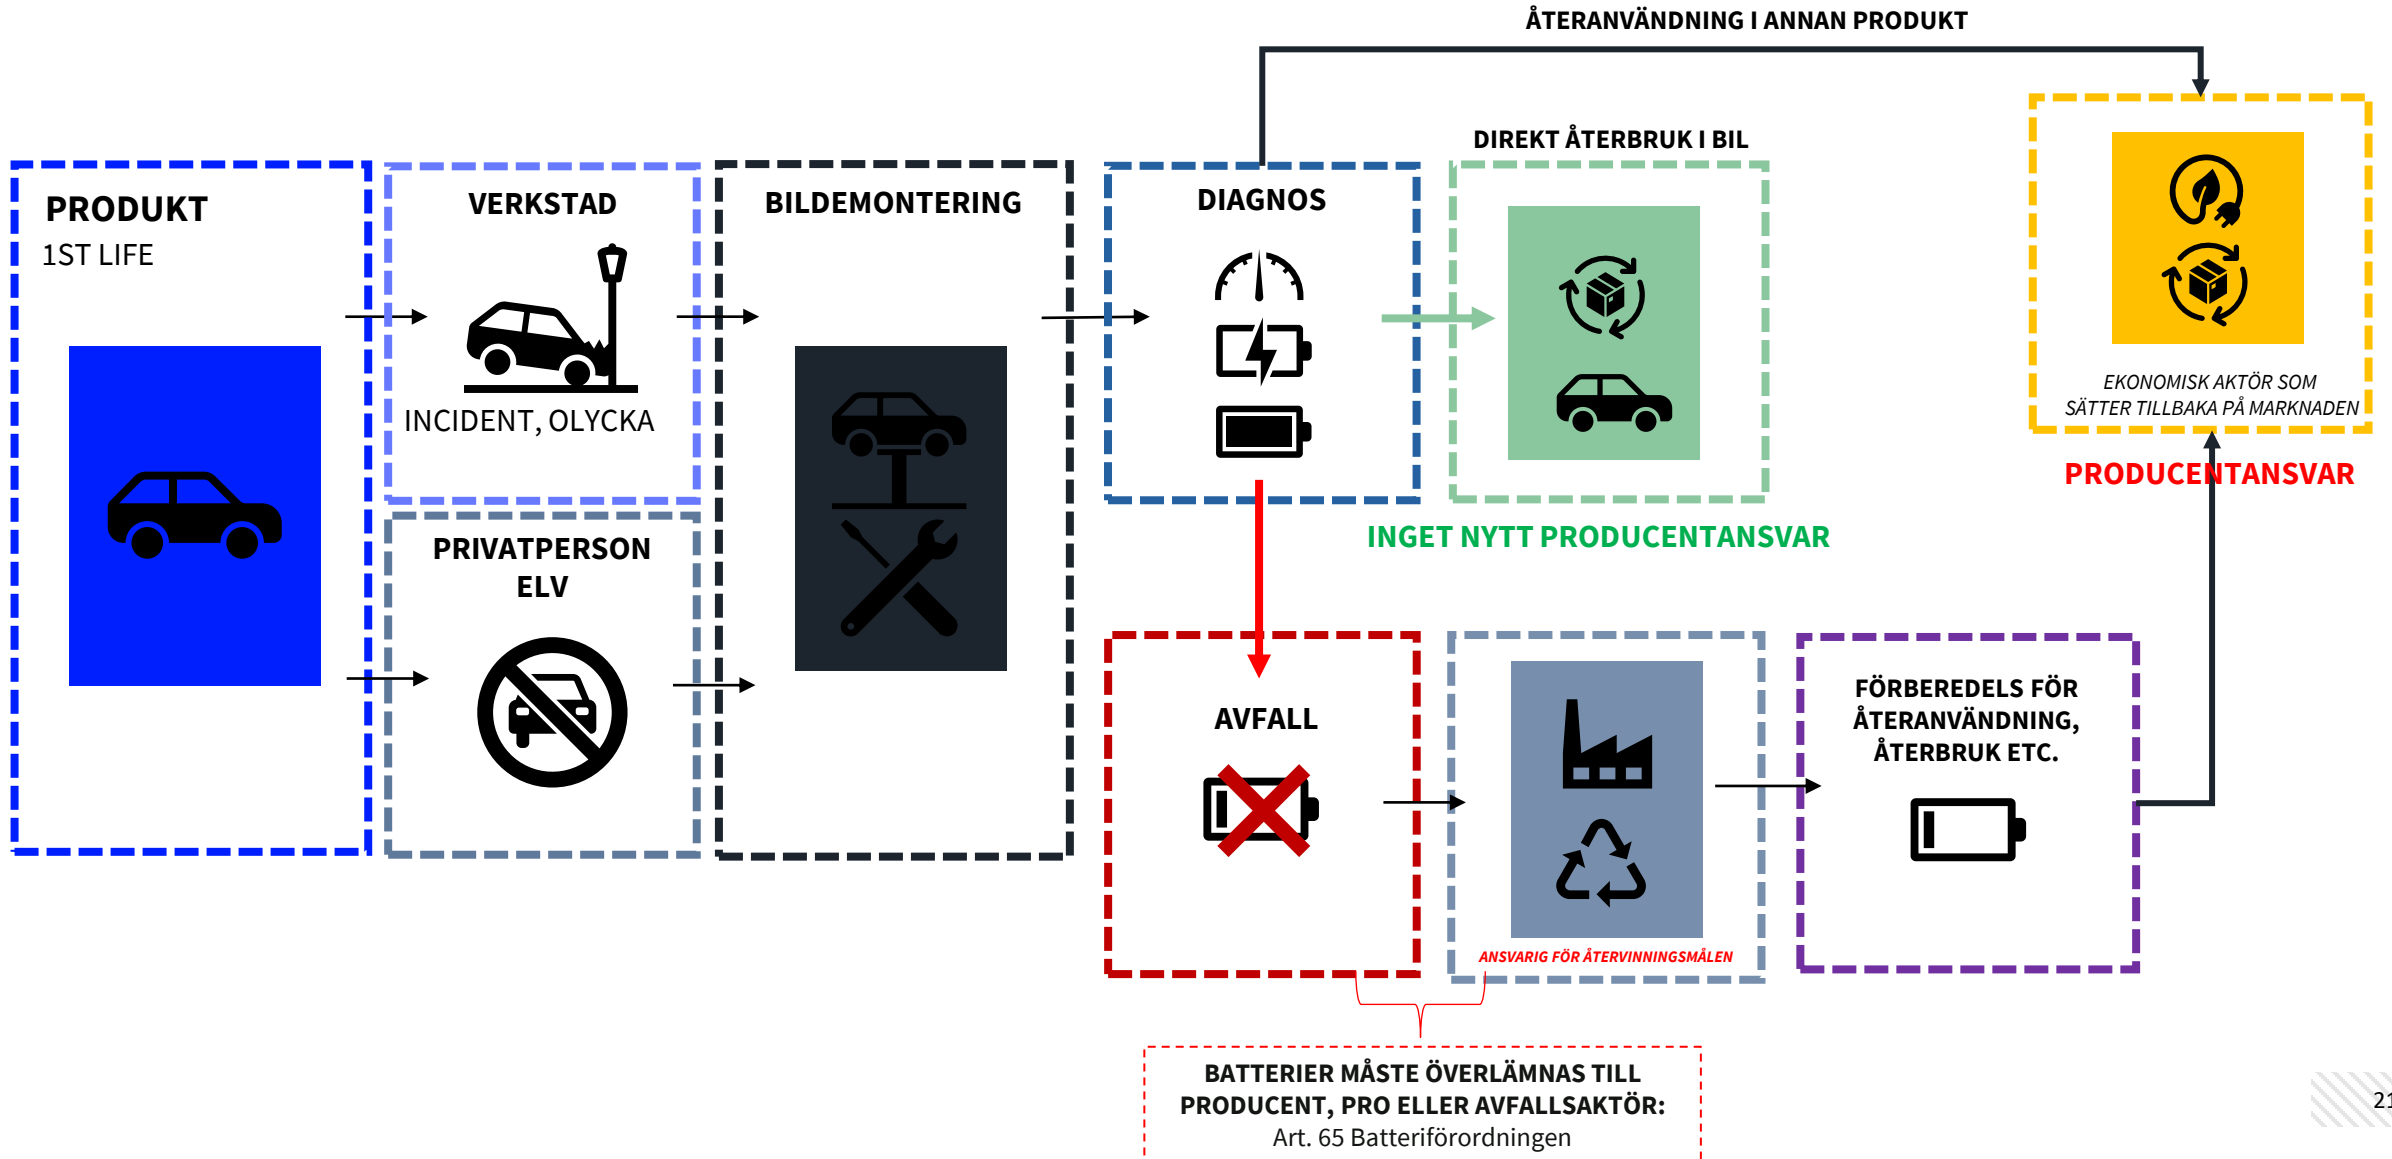 ÅTERANVÄNDNING I ANNAN PRODUKT
PRODUKT
1ST LIFE
VERKSTAD
INCIDENT, OLYCKA
PRIVATPERSON
ELV
BILDEMONTERING
DIAGNOS
DIREKT ÅTERBRUK I BIL
INGET NYTT PRODUCENTANSVAR
EKONOMISK AKTÖR SOM
SÄTTER TILLBAKA PÅ MARKNADEN
PRODUCENTANSVAR
AVFALL
ANSVARIG FÖR ÅTERVINNINGSMÅLEN
FÖRBEREDELS FÖR
ÅTERANVÄNDNING,
ÅTERBRUK ETC.
BATTERIER MÅSTE ÖVERLÄMNAS TILL
PRODUCENT, PRO ELLER AVFALLSAKTÖR:
Art. 65 Batteriförordningen
21